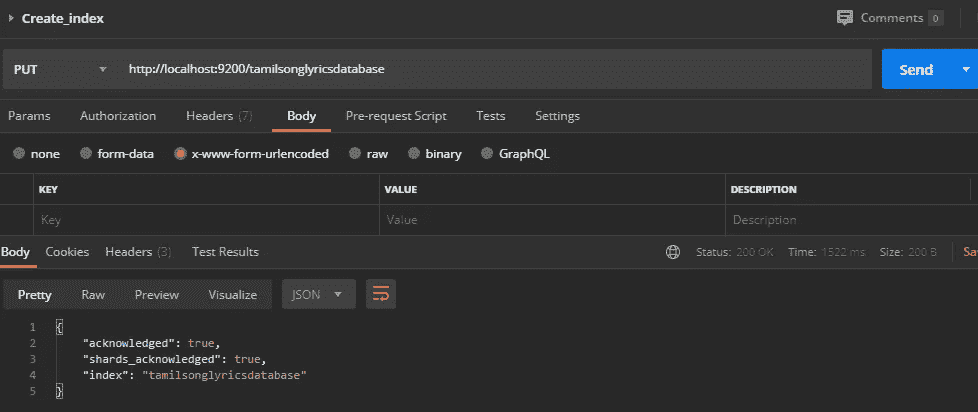 Create_index Comments 0
PUT http://localhost:9200/tamilsonglyricsdatabase Send
Params Authorization Headers (7) Body Pre-request Script Tests Settings
none form-data x-www-form-urlencoded raw binary GraphQL
KEY VALUE DESCRIPTION
Key Value Description
Body Cookies Headers (3) Test Results Status: 200 OK Time: 1522 ms Size: 200 B Sa
Pretty Raw Preview Visualize JSON
1 {
2 "acknowledged": true,
3 "shards_acknowledged": true,
4 "index": "tamilsonglyricsdatabase"
5 }